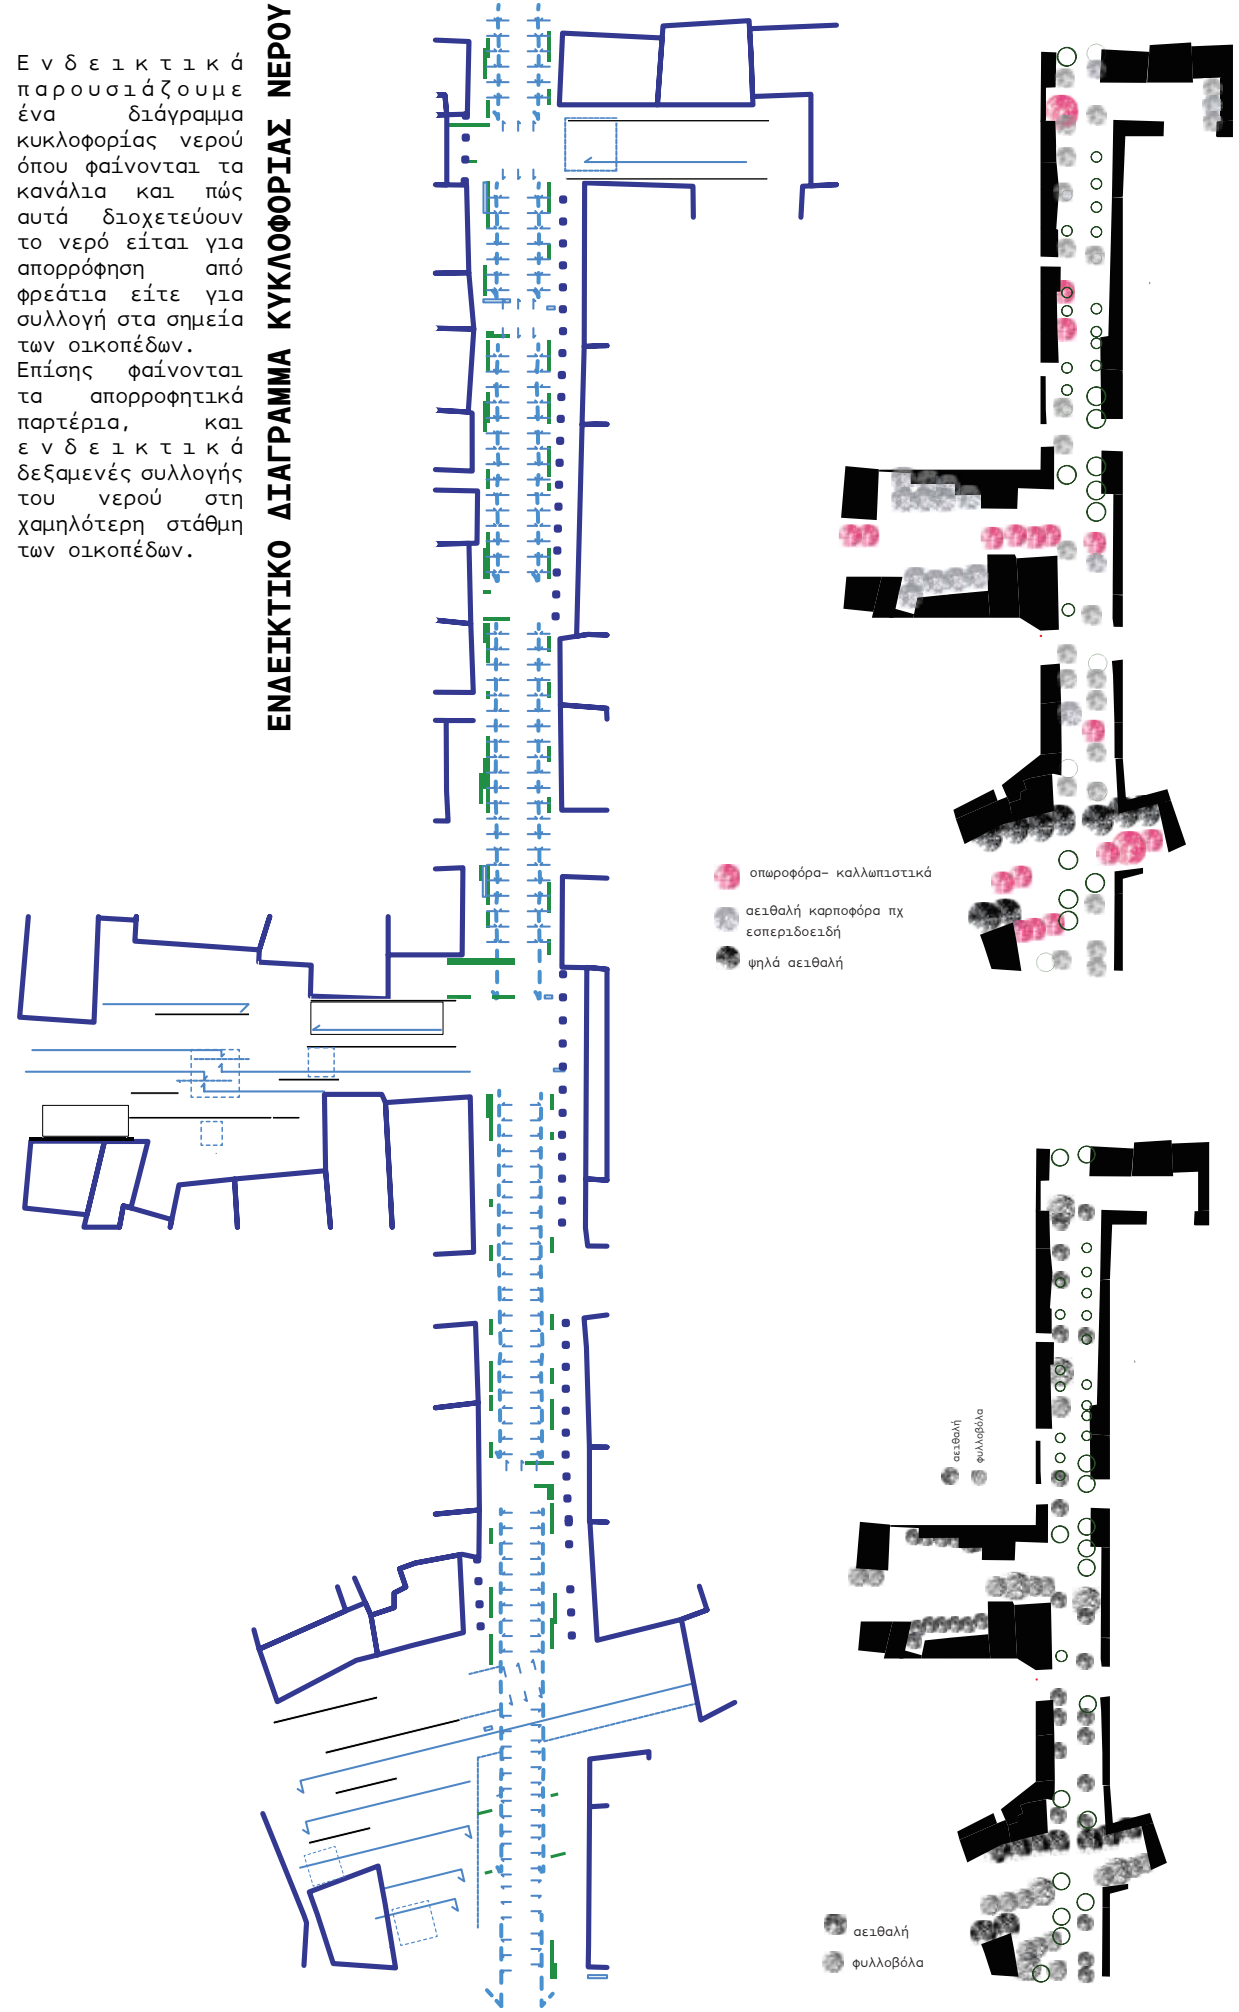 Ενδεικτικά
παρουσιάζουμε
ένα διάγραμμα
κυκλοφορίας νερού
όπου φαίνονται τα
κανάλια και πώς
αυτά διοχετεύουν
το νερό είται για
απορρόφηση από
φρεάτια είτε για
συλλογή στα σημεία
των οικοπέδων.
Επίσης φαίνονται
τα απορροφητικά
παρτέρια, και
ενδεικτικά
δεξαμενές συλλογής
του νερού στη
χαμηλότερη στάθμη
των οικοπέδων.
ΕΝΔΕΙΚΤΙΚΟ ΔΙΑΓΡΑΜΜΑ ΚΥΚΛΟΦΟΡΙΑΣ ΝΕΡΟΥ
οπωροφόρα- καλλωπιστικά
αειθαλή καρποφόρα πχ
εσπεριδοειδή
ψηλά αειθαλή
αειθαλή
φυλλοβόλα
αειθαλή
φυλλοβόλα